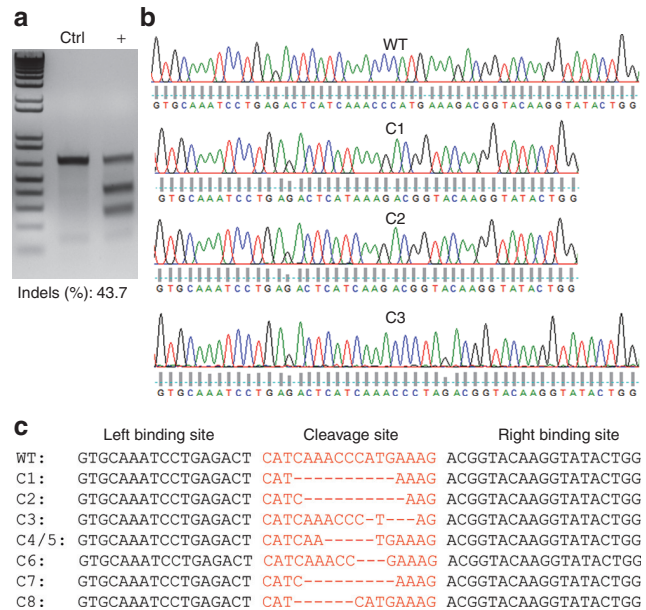 a
Ctrl +
Indels (%): 43.7
b
WT
GTGCAAATCCTGAGACTCATCAAACCCATGAAAGACGGTACAAGGTATACTGG
C1
GTGCAAATCCTGAGACTCATAAAGACGGTACAAGGTATACTGG
C2
GTGCAAATCCTGAGACTCATCAAGACGGTACAAGGTATACTGG
C3
GTGCAAATCCTGAGACTCATCAAACCCTAGACGGTACAAGGTATACTGG
c
Left binding site Cleavage site Right binding site
WT: GTGCAAATCCTGAGACT CATCAAACCCATGAAAG ACGGTACAAGGTATACTGG
C1: GTGCAAATCCTGAGACT CAT----------AAAG ACGGTACAAGGTATACTGG
C2: GTGCAAATCCTGAGACT CATC----------AAG ACGGTACAAGGTATACTGG
C3: GTGCAAATCCTGAGACT CATCAAACCC-T---AG ACGGTACAAGGTATACTGG
C4/5: GTGCAAATCCTGAGACT CATCAA-----TGAAAG ACGGTACAAGGTATACTGG
C6: GTGCAAATCCTGAGACT CATCAAACC---GAAAG ACGGTACAAGGTATACTGG
C7: GTGCAAATCCTGAGACT CATC---------AAAG ACGGTACAAGGTATACTGG
C8: GTGCAAATCCTGAGACT CAT------CATGAAAG ACGGTACAAGGTATACTGG